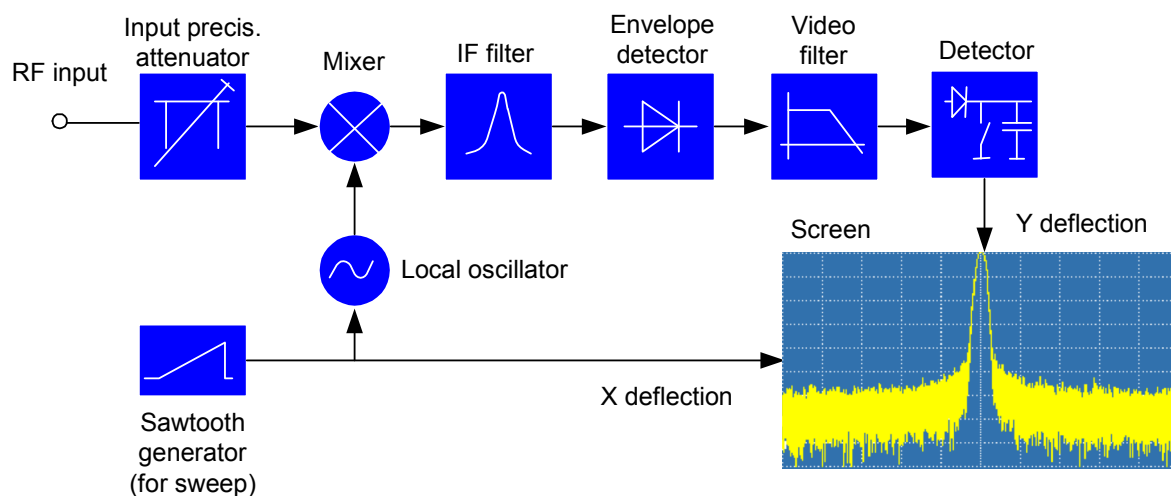 RF input
Input precis.
attenuator
Mixer
IF filter
Envelope
detector
Video
filter
Detector
Screen
Y deflection
Local oscillator
X deflection
Sawtooth
generator
(for sweep)